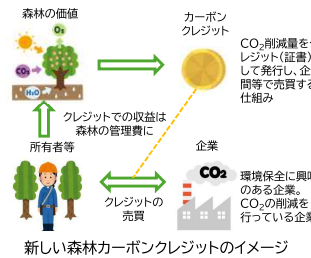 森林の価値
カーボン
クレジット
O₂
CO₂
H₂O
CO₂削減量を
レジット(証書)
して発行し、企
間等で売買する
仕組み
クレジットでの収益は
森林の管理費に
所有者等
企業
CO₂
クレジットの
売買
環境保全に興
のある企業。
CO₂の削減を
行っている企業
新しい森林カーボンクレジットのイメージ